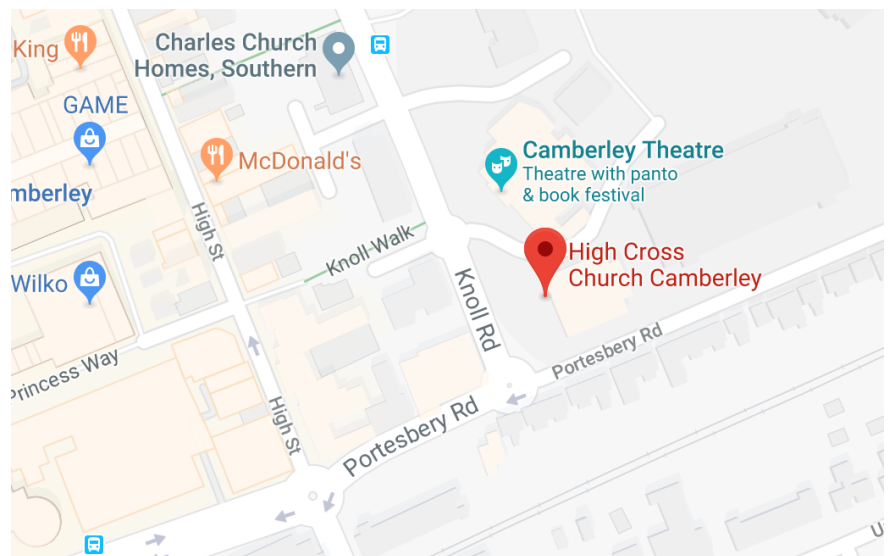 King
Charles Church
Homes, Southern
GAME
McDonald's
Camberley Theatre
Theatre with panto
& book festival
mberley
High St
Knoll Walk
High Cross
Church Camberley
Wilko
Knoll Rd
Portesbery Rd
Princess Way
High St
Portesbery Rd
U